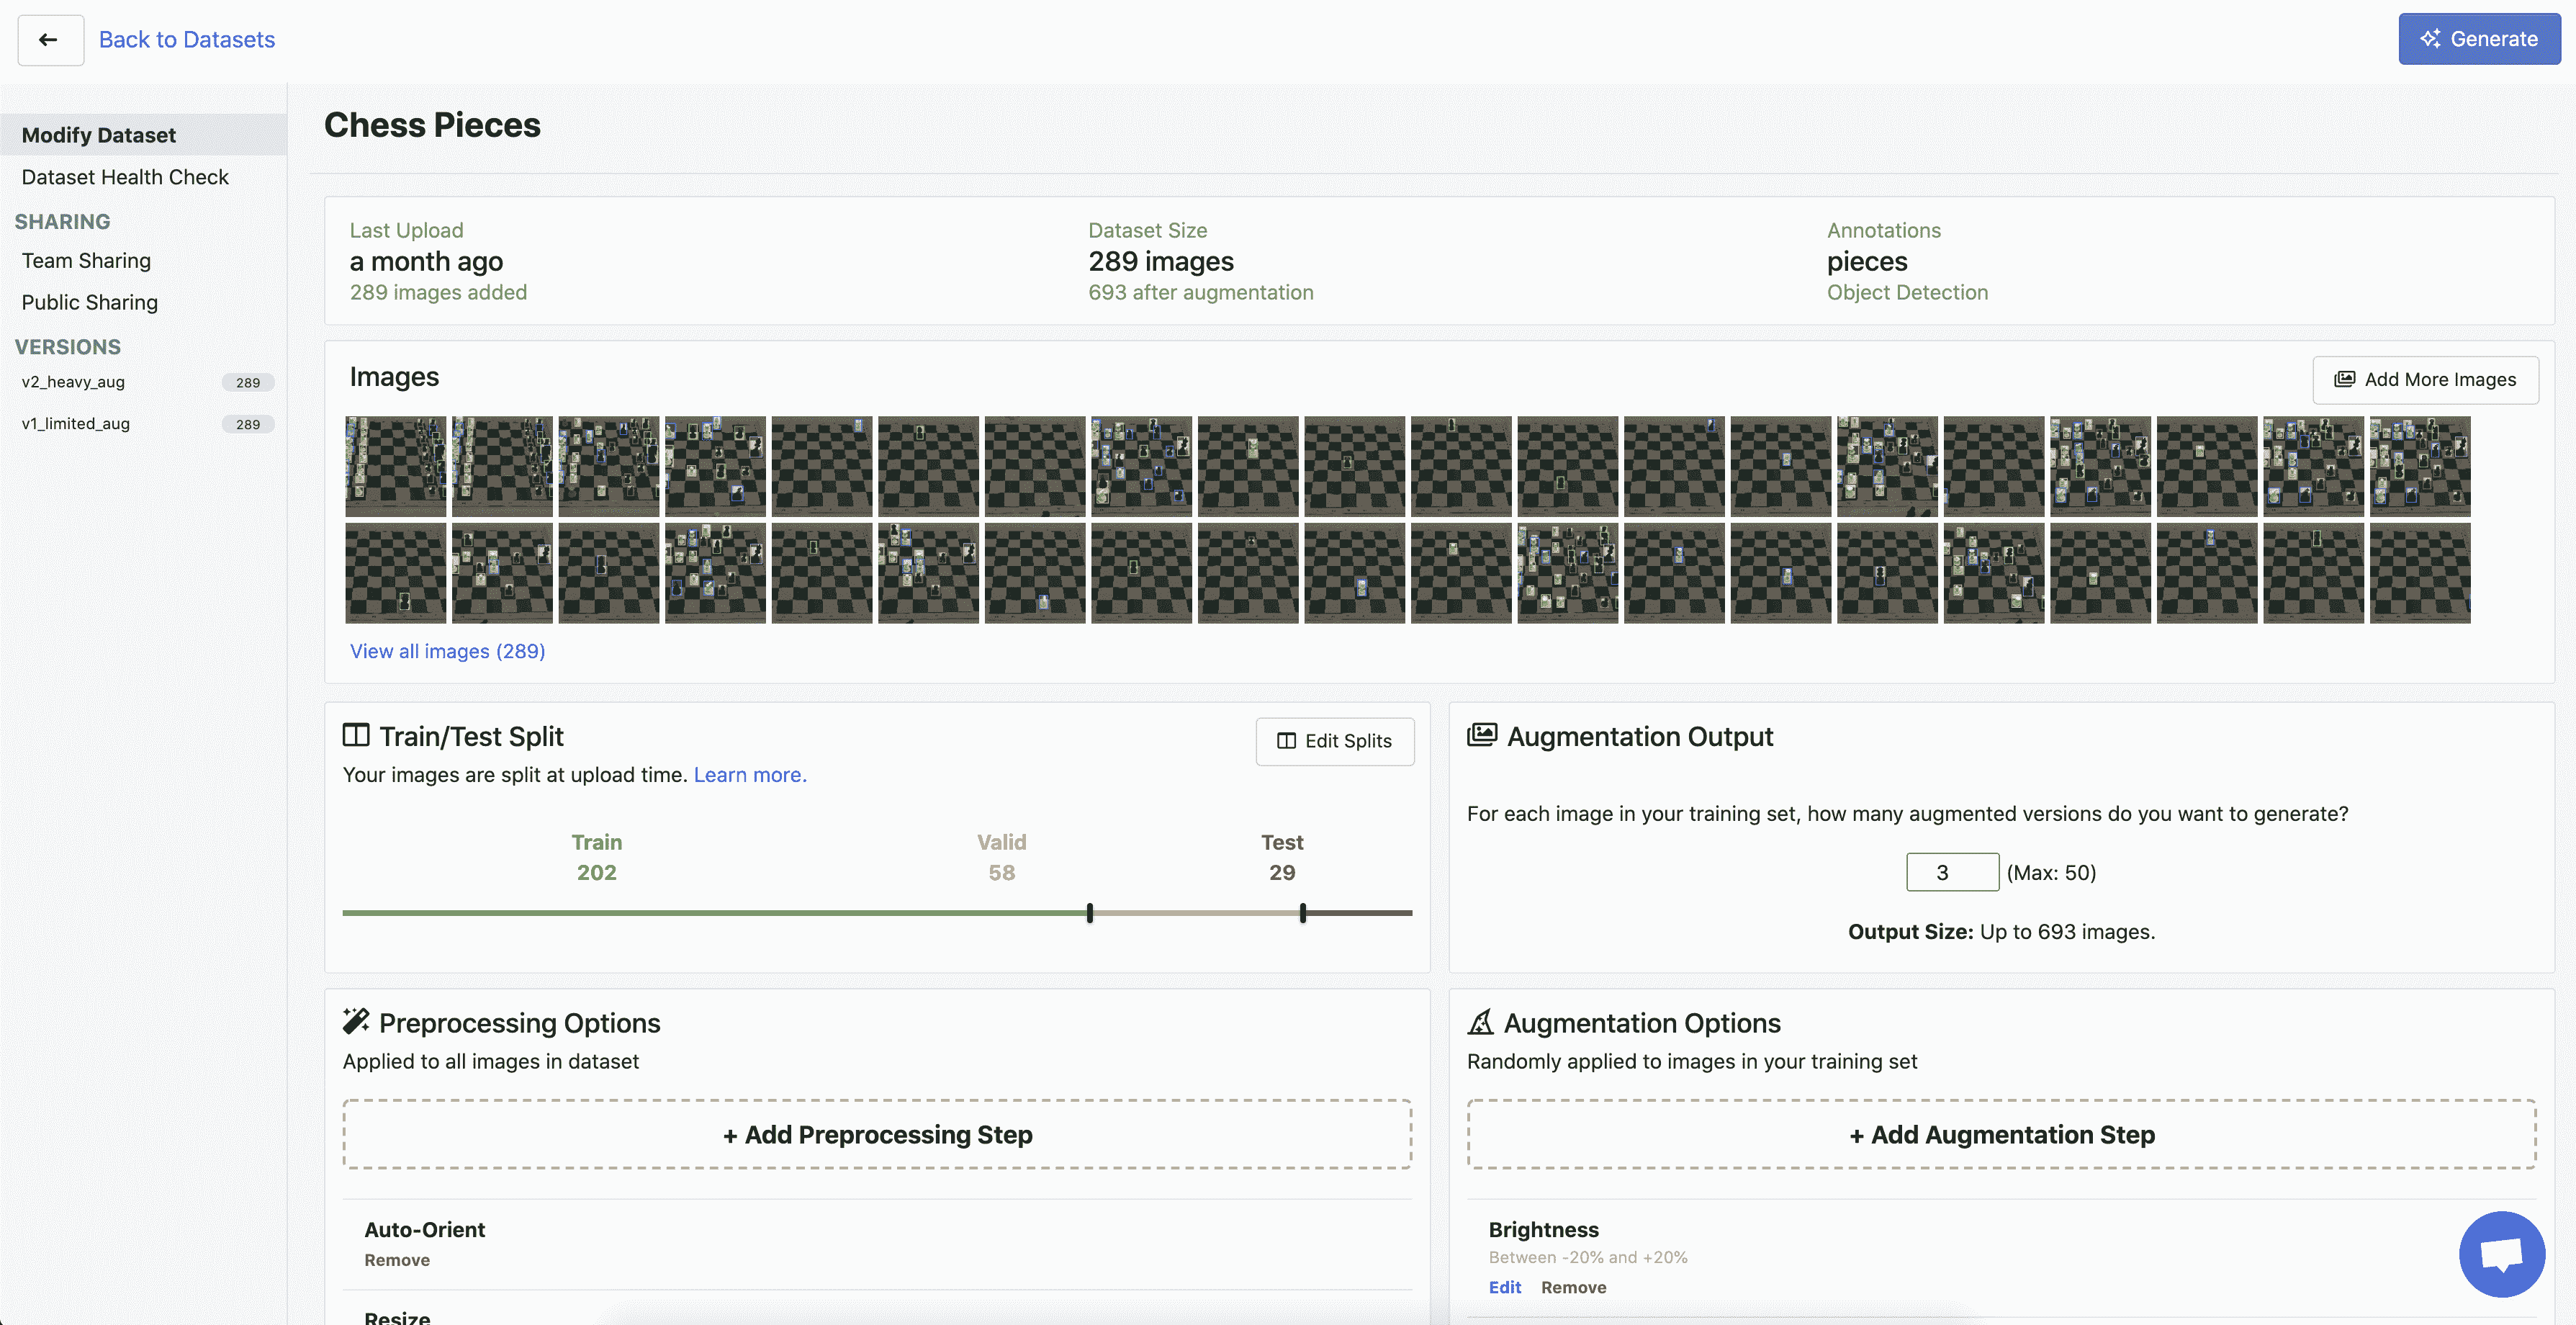 Back to Datasets
Generate
Modify Dataset
Dataset Health Check
SHARING
Team Sharing
Public Sharing
VERSIONS
v2_heavy_aug 289
v1_limited_aug 289
Chess Pieces
Last Upload
a month ago
289 images added
Dataset Size
289 images
693 after augmentation
Annotations
pieces
Object Detection
Images
Add More Images
View all images (289)
Train/Test Split
Edit Splits
Your images are split at upload time. Learn more.
Train
202
Valid
58
Test
29
Augmentation Output
For each image in your training set, how many augmented versions do you want to generate?
3 (Max: 50)
Output Size: Up to 693 images.
Preprocessing Options
Applied to all images in dataset
+ Add Preprocessing Step
Auto-Orient
Remove
Resize
Augmentation Options
Randomly applied to images in your training set
+ Add Augmentation Step
Brightness
Between -20% and +20%
Edit Remove